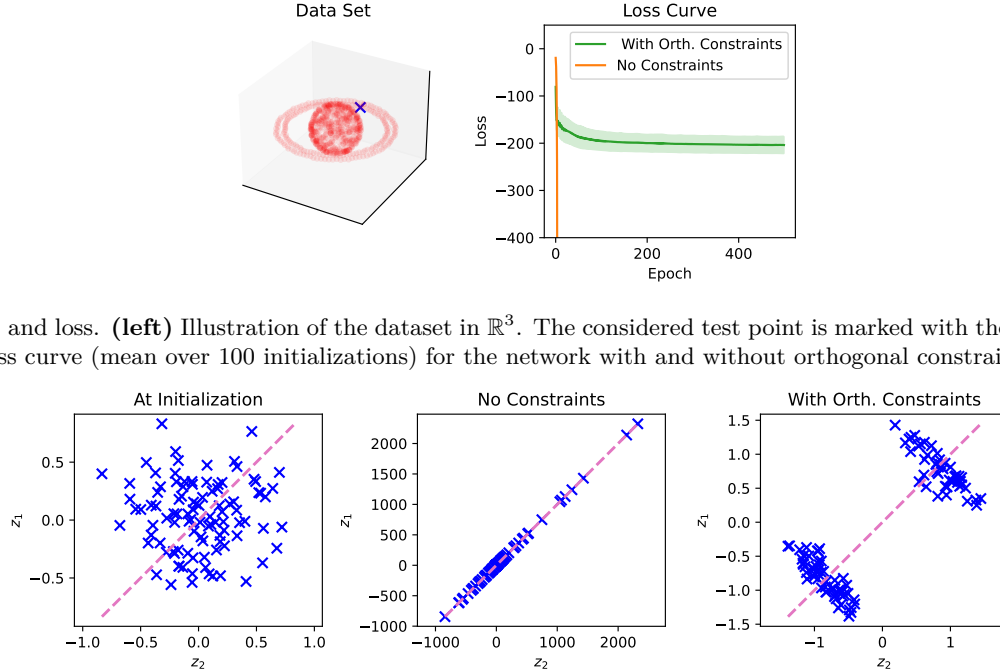 Data Set
Loss Curve
0
−100
−200
−300
−400
Loss
With Orth. Constraints
No Constraints
0
200
400
Epoch
and loss. (left) Illustration of the dataset in ℝ³. The considered test point is marked with the
ss curve (mean over 100 initializations) for the network with and without orthogonal constrai
At Initialization
0.5
0.0
−0.5
z₁
−1.0
−0.5
0.0
0.5
1.0
z₂
No Constraints
2000
1500
1000
500
0
−500
−1000
z₁
−1000
0
1000
2000
z₂
With Orth. Constraints
1.5
1.0
0.5
0.0
−0.5
−1.0
−1.5
z₁
−1
0
1
z₂